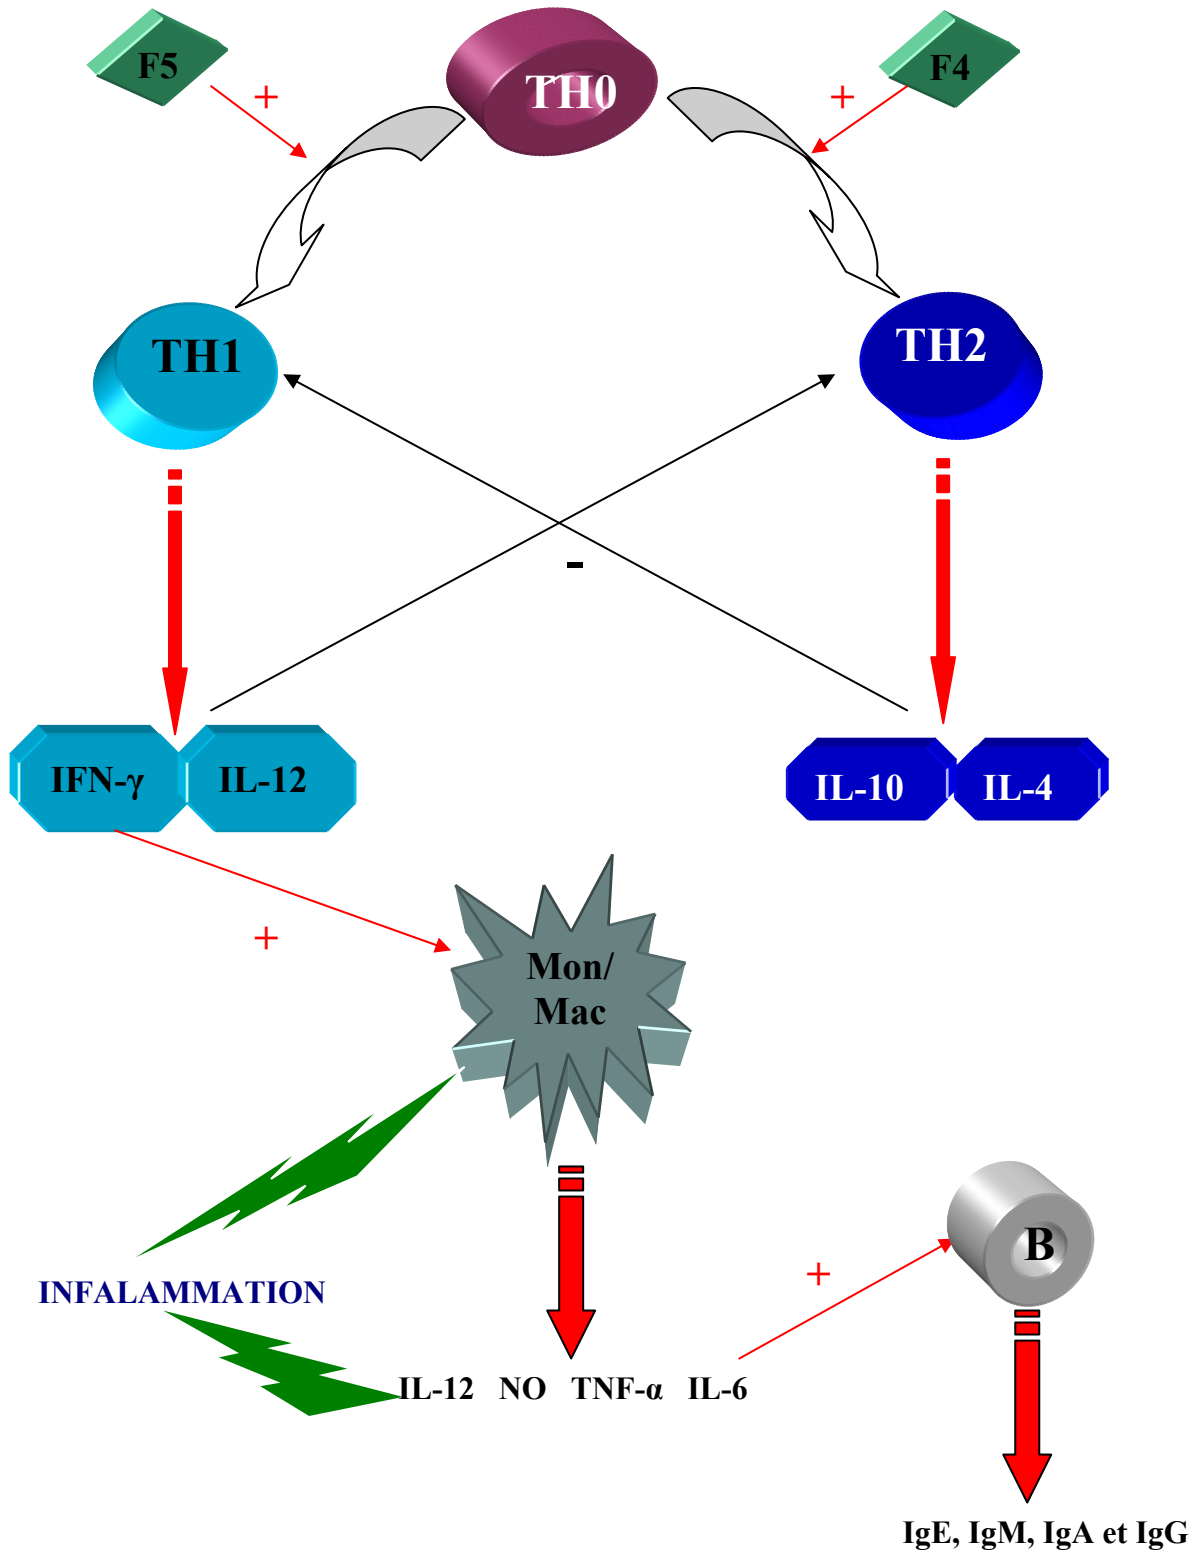 F5
TH0
F4
+
+
TH1
TH2
-
IFN-γ
IL-12
IL-10
IL-4
+
Mon/
Mac
B
+
INFALAMMATION
IL-12 NO TNF-α IL-6
IgE, IgM, IgA et IgG